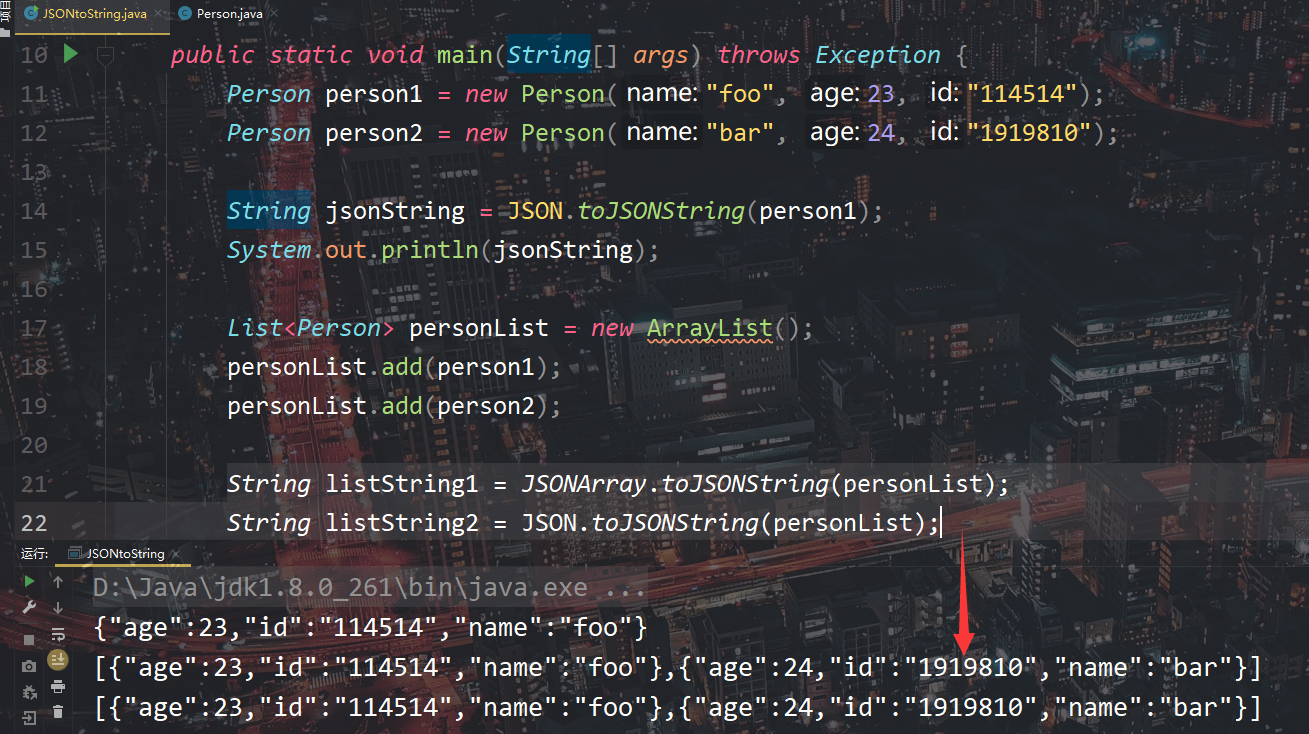 项目
JSONtoString.java
Person.java
10 public static void main(String[] args) throws Exception {
11 Person person1 = new Person( name: "foo", age: 23, id: "114514");
12 Person person2 = new Person( name: "bar", age: 24, id: "1919810");
13
14 String jsonString = JSON.toJSONString(person1);
15 System.out.println(jsonString);
16
17 List<Person> personList = new ArrayList();
18 personList.add(person1);
19 personList.add(person2);
20
21 String listString1 = JSONArray.toJSONString(personList);
22 String listString2 = JSON.toJSONString(personList);
运行: JSONtoString
D:\Java\jdk1.8.0_261\bin\java.exe ...
{"age":23,"id":"114514","name":"foo"}
[{"age":23,"id":"114514","name":"foo"},{"age":24,"id":"1919810","name":"bar"}]
[{"age":23,"id":"114514","name":"foo"},{"age":24,"id":"1919810","name":"bar"}]